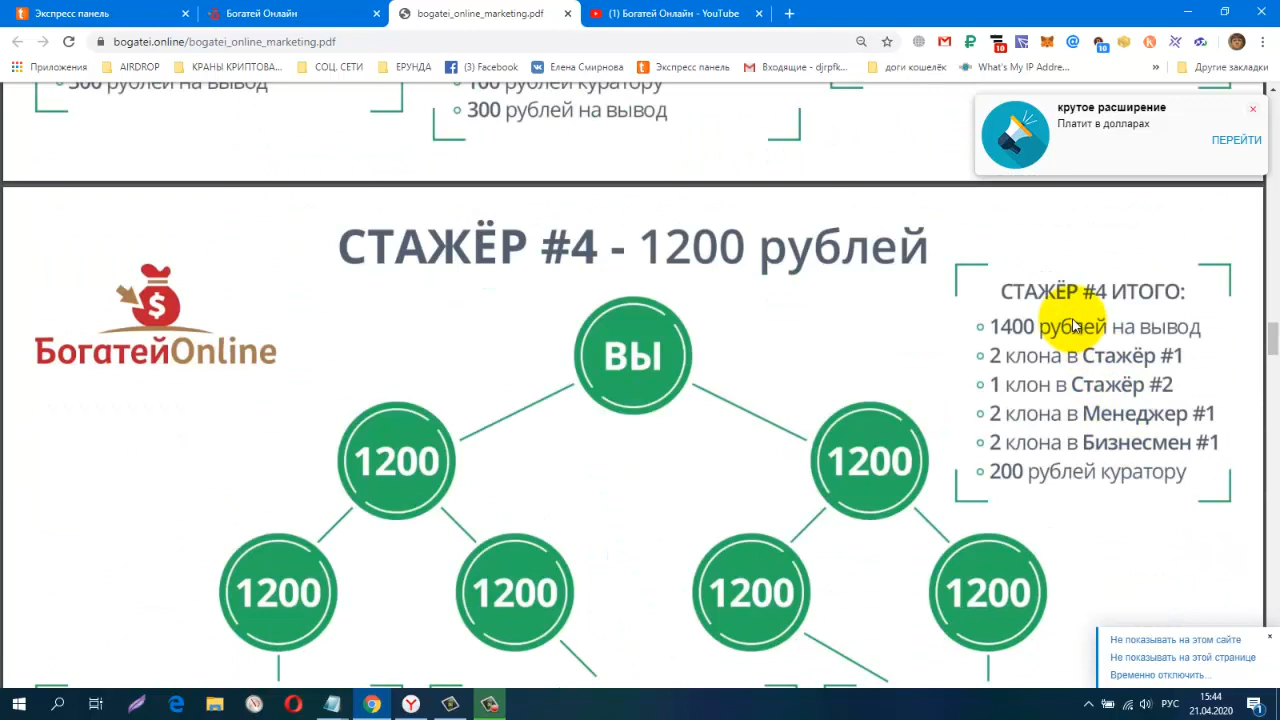 Экспресс панель
Богатей Онлайн
bogatei_online_marketing.pdf
(1) Богатей Онлайн - YouTube
bogatei.online/bogatei_online_marketing.pdf
10
10
Приложения
AIRDROP
КРАНЫ КРИПТОВА...
СОЦ. СЕТИ
ЕРУНДА
(3) Facebook
Елена Смирнова
Экспресс панель
Входящие - djrpfk...
доги кошелёк
What's My IP Addre...
»
Другие закладки
300 рублей на вывод
100 рублей куратору
300 рублей на вывод
крутое расширение
Платит в долларах
ПЕРЕЙТИ
СТАЖЁР #4 - 1200 рублей
БогатейOnline
$
ВЫ
1200
1200
1200
1200
1200
1200
СТАЖЁР #4 ИТОГО:
1400 рублей на вывод
2 клона в Стажёр #1
1 клон в Стажёр #2
2 клона в Менеджер #1
2 клона в Бизнесмен #1
200 рублей куратору
Не показывать на этом сайте
Не показывать на этой странице
Временно отключить...
РУС
15:44
21.04.2020
1